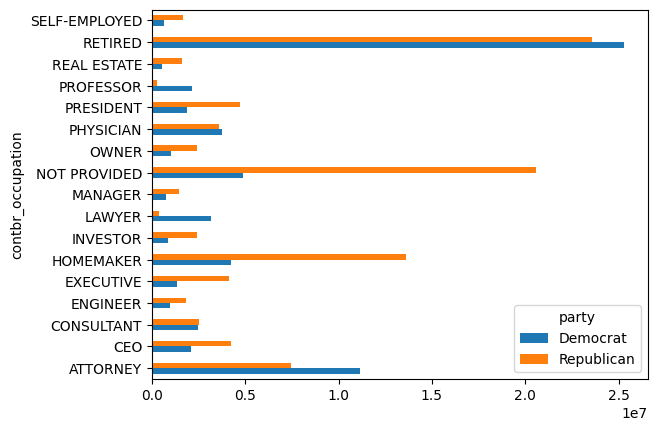 SELF-EMPLOYED
RETIRED
REAL ESTATE
PROFESSOR
PRESIDENT
PHYSICIAN
OWNER
NOT PROVIDED
MANAGER
LAWYER
INVESTOR
HOMEMAKER
EXECUTIVE
ENGINEER
CONSULTANT
CEO
ATTORNEY
contbr_occupation
party
Democrat
Republican
0.0 0.5 1.0 1.5 2.0 2.5
1e7